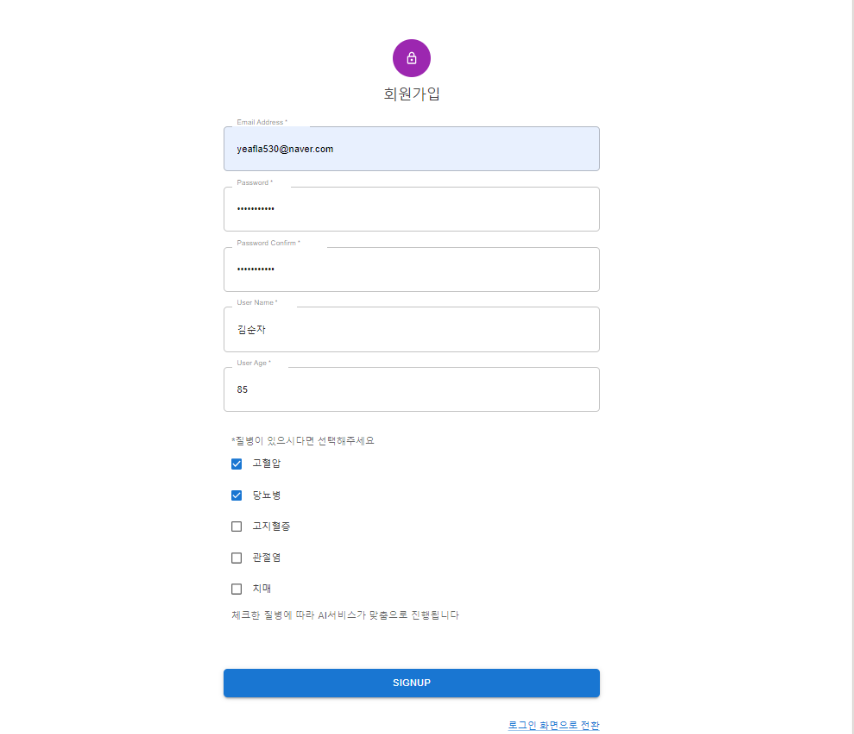 회원가입
Email Address *
yeafla530@naver.com
Password *
•••••••••••
Password Confirm *
•••••••••••
User Name *
김순자
User Age *
85
*질병이 있으시다면 선택해주세요
고혈압
당뇨병
고지혈증
관절염
치매
체크한 질병에 따라 AI서비스가 맞춤으로 진행됩니다
SIGNUP
로그인 화면으로 전환